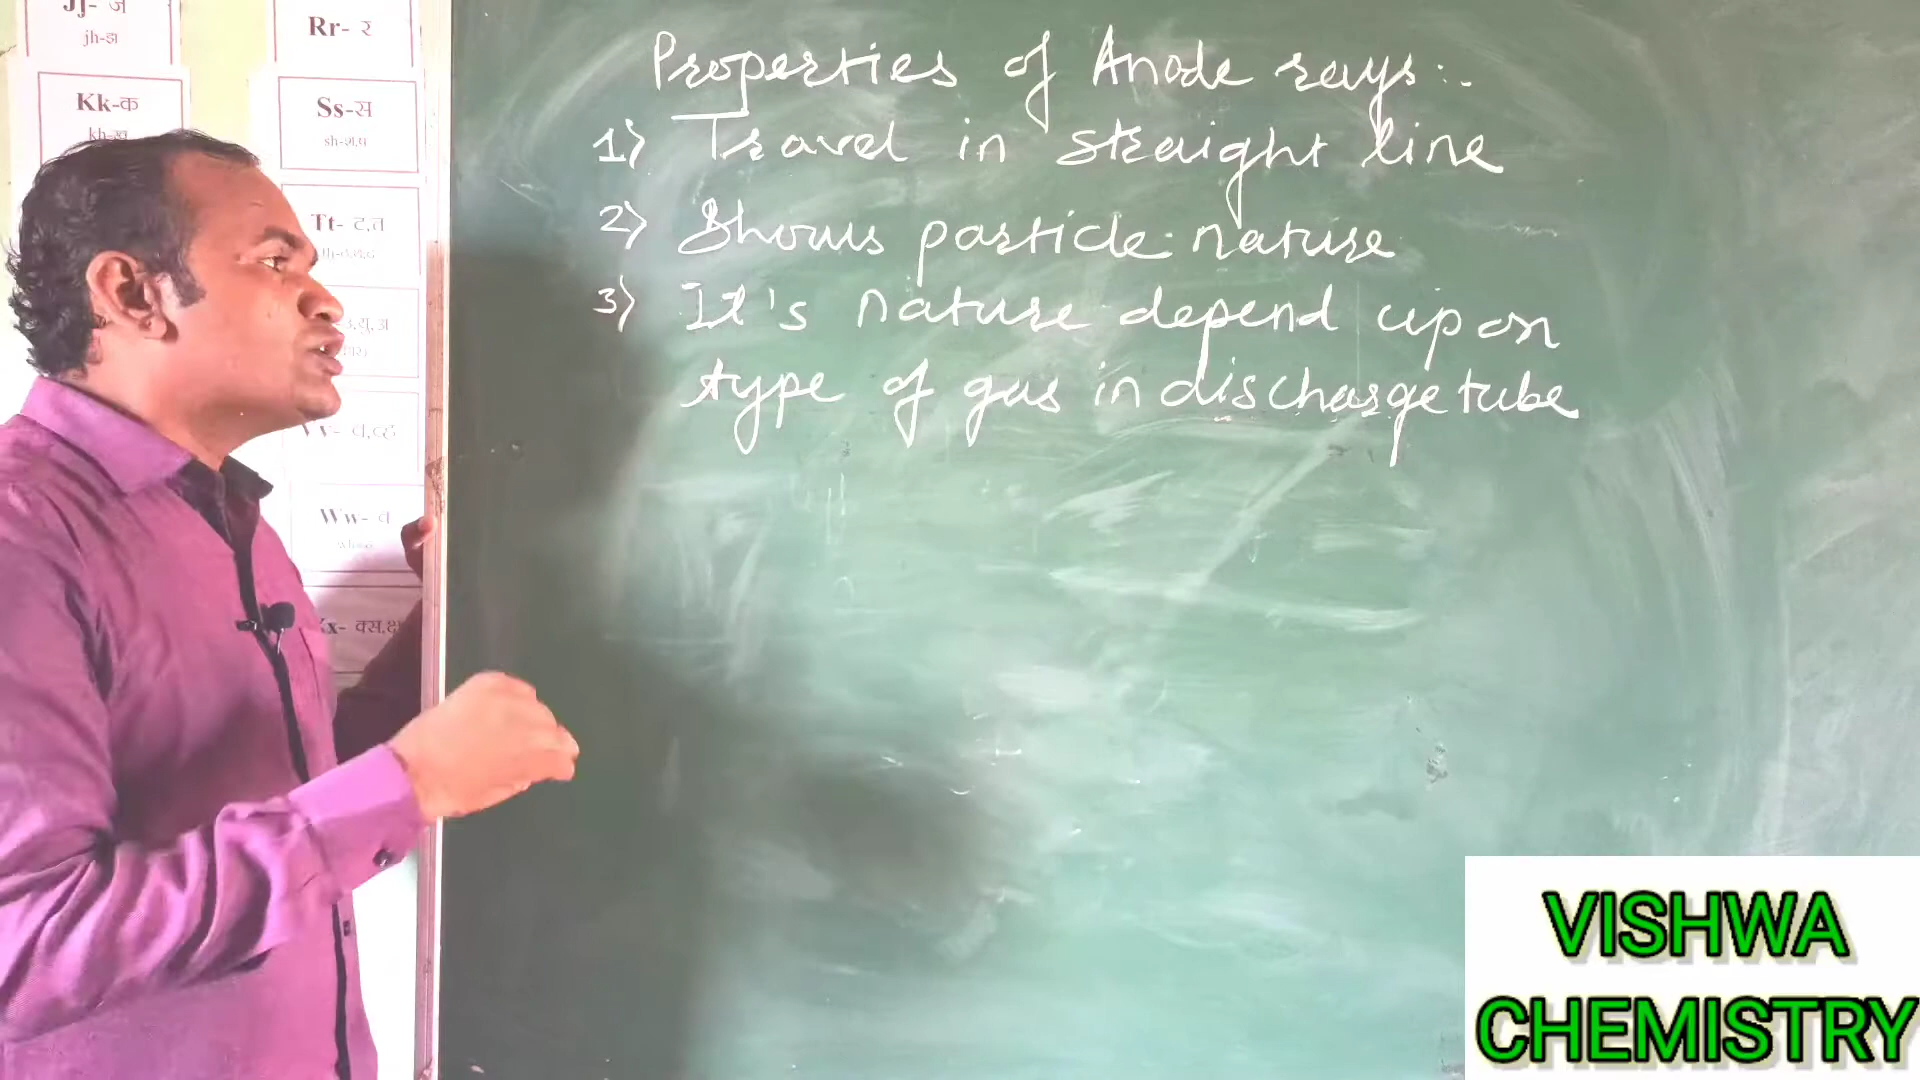 Jj- ज
jh-झ
Kk-क
kh-ख
Rr- र
Ss-स
sh-श,ष
Tt- ट,त
Ww- व
Xx- क्स,क्ष
Properties of Anode rays:-
1) Travel in straight line
2) Shows particle nature
3) It's nature depend upon
type of gas in discharge tube
VISHWA
CHEMISTRY